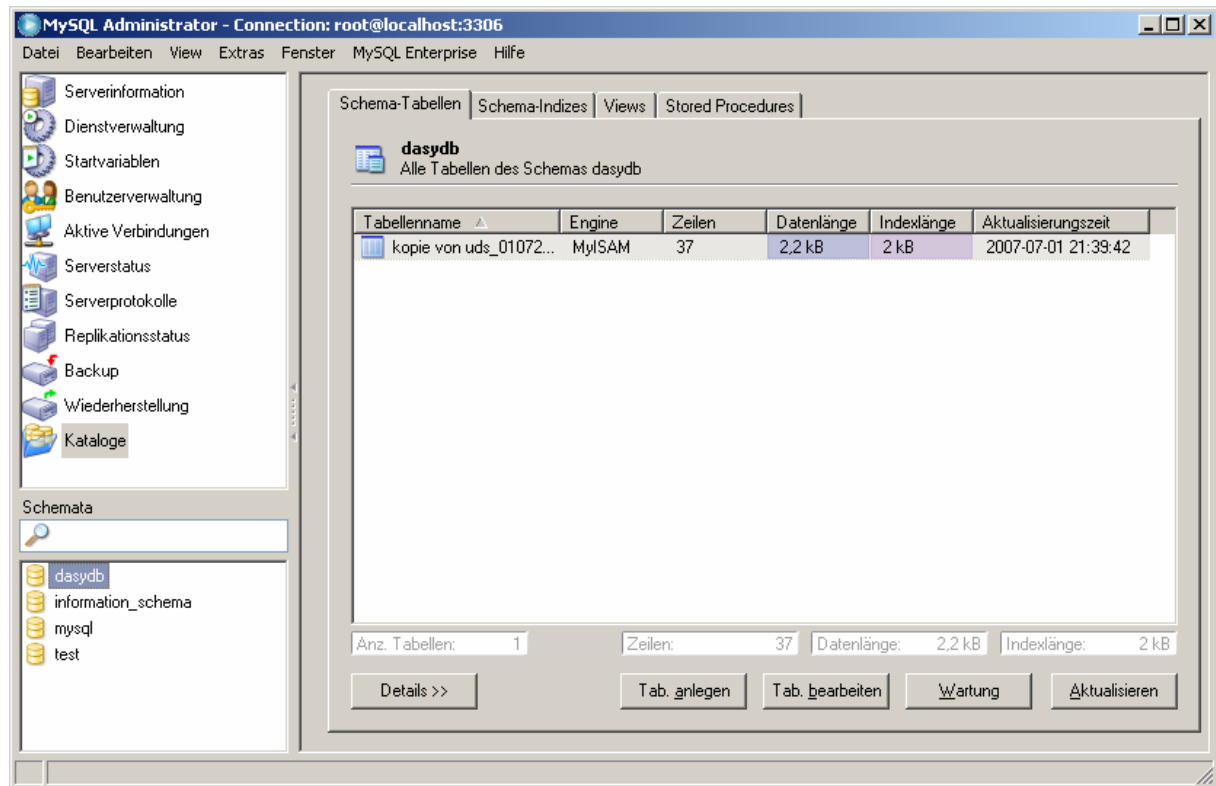 MySQL Administrator - Connection: root@localhost:3306
Datei Bearbeiten View Extras Fenster MySQL Enterprise Hilfe
Serverinformation
Dienstverwaltung
Startvariablen
Benutzerverwaltung
Aktive Verbindungen
Serverstatus
Serverprotokolle
Replikationsstatus
Backup
Wiederherstellung
Kataloge
Schemata
dasydb
information_schema
mysql
test
Schema-Tabellen Schema-Indizes Views Stored Procedures
dasydb
Alle Tabellen des Schemas dasydb
Tabellenname Engine Zeilen Datenlänge Indexlänge Aktualisierungszeit
kopie von uds_01072... MyISAM 37 2,2 kB 2 kB 2007-07-01 21:39:42
Anz. Tabellen: 1 Zeilen: 37 Datenlänge: 2,2 kB Indexlänge: 2 kB
Details >> Tab. anlegen Tab. bearbeiten Wartung Aktualisieren